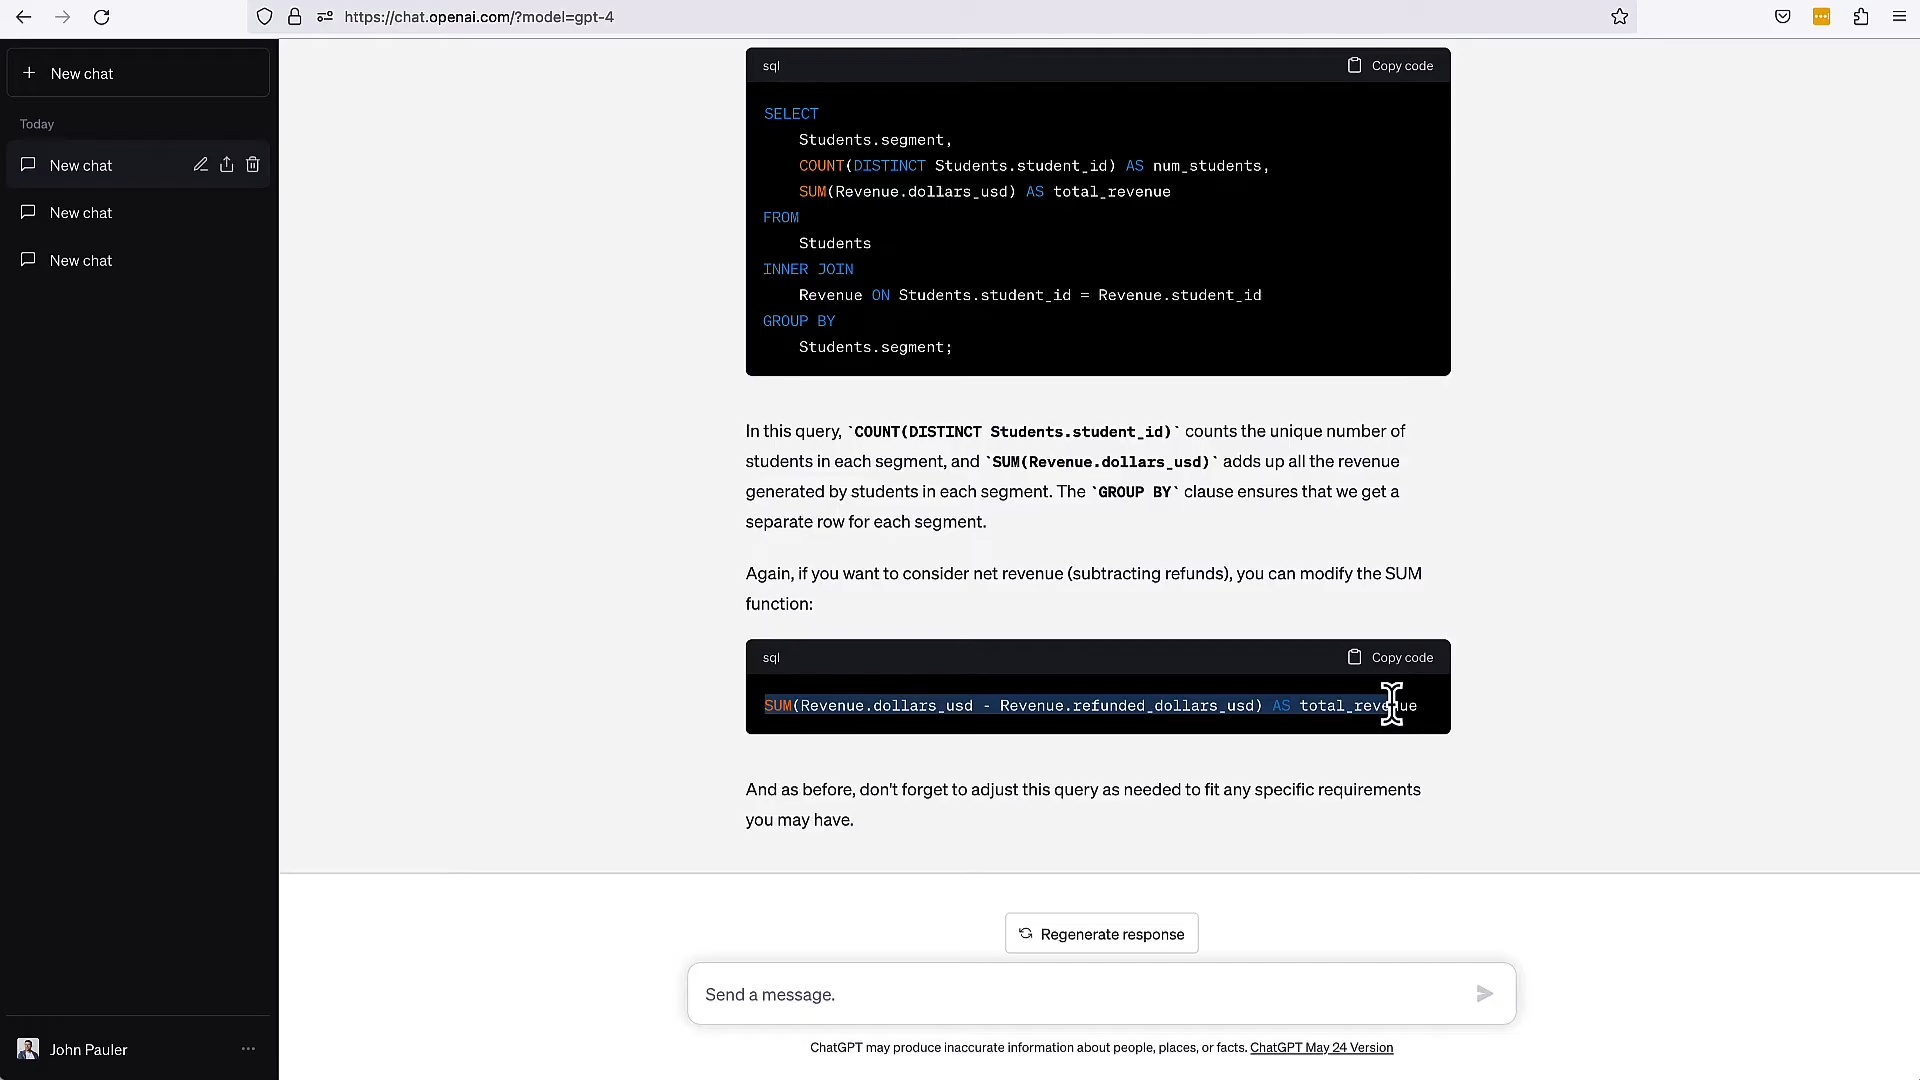 https://chat.openai.com/?model=gpt-4
New chat
Today
New chat
New chat
New chat
John Pauler
sql
Copy code
SELECT
Students.segment,
COUNT(DISTINCT Students.student_id) AS num_students,
SUM(Revenue.dollars_usd) AS total_revenue
FROM
Students
INNER JOIN
Revenue ON Students.student_id = Revenue.student_id
GROUP BY
Students.segment;
In this query, `COUNT(DISTINCT Students.student_id)` counts the unique number of
students in each segment, and `SUM(Revenue.dollars_usd)` adds up all the revenue
generated by students in each segment. The `GROUP BY` clause ensures that we get a
separate row for each segment.
Again, if you want to consider net revenue (subtracting refunds), you can modify the SUM
function:
sql
Copy code
SUM(Revenue.dollars_usd - Revenue.refunded_dollars_usd) AS total_revenue
And as before, don't forget to adjust this query as needed to fit any specific requirements
you may have.
Regenerate response
Send a message.
ChatGPT may produce inaccurate information about people, places, or facts. ChatGPT May 24 Version